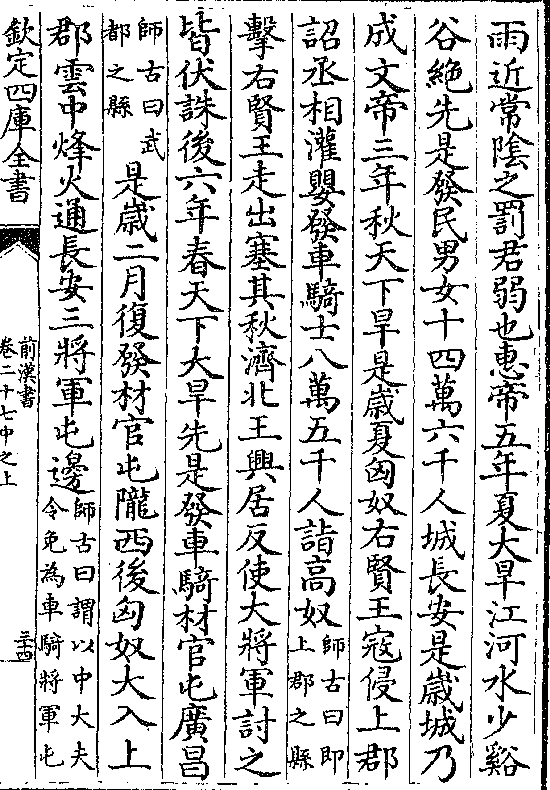 雨近常陰之罰君弱也惠帝五年夏大旱江河水少谿
谷絶先是發民男女十四萬六千人城長安是歲城乃
成文帝三年秋天下旱是歲夏匈奴右賢王寇侵上郡
詔丞相灌嬰發車騎士八萬五千人詣高奴師古曰即上郡之縣
擊右賢王走出塞其秋濟北王興居反使大將軍討之
皆伏誅後六年春天下大旱先是發車騎材官屯廣昌
師古曰武都之縣是歲二月復發材官屯隴西後匈奴大入上
郡雲中烽火通長安三將軍屯邊師古曰謂以中大夫令免為車騎將軍屯
欽定四庫全書
前漢書
卷二十七中之上
三十四